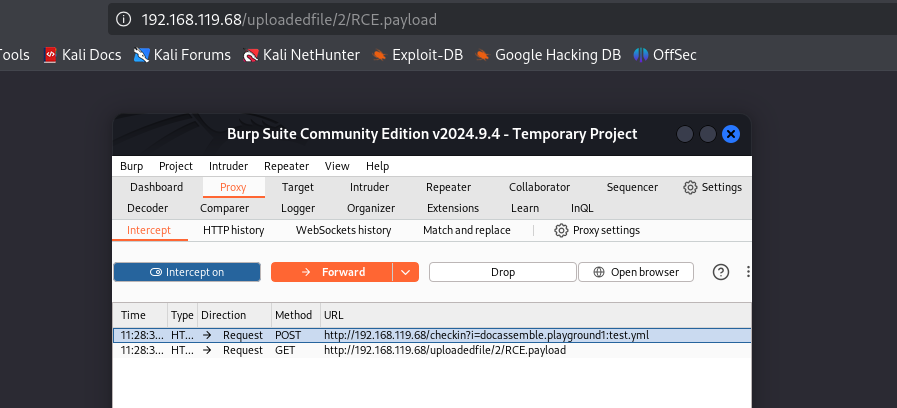 192.168.119.68/uploadedfile/2/RCE.payload
ools Kali Docs Kali Forums Kali NetHunter Exploit-DB Google Hacking DB OffSec
Burp Suite Community Edition v2024.9.4 - Temporary Project
Burp Project Intruder Repeater View Help
Dashboard Proxy Target Intruder Repeater Collaborator Sequencer Settings
Decoder Comparer Logger Organizer Extensions Learn InQL
Intercept HTTP history WebSockets history Match and replace Proxy settings
Intercept on Forward Drop Open browser
Time Type Direction Method URL
11:28:3... HT... Request POST http://192.168.119.68/checkin?i=docassemble.playground1:test.yml
11:28:3... HT... Request GET http://192.168.119.68/uploadedfile/2/RCE.payload